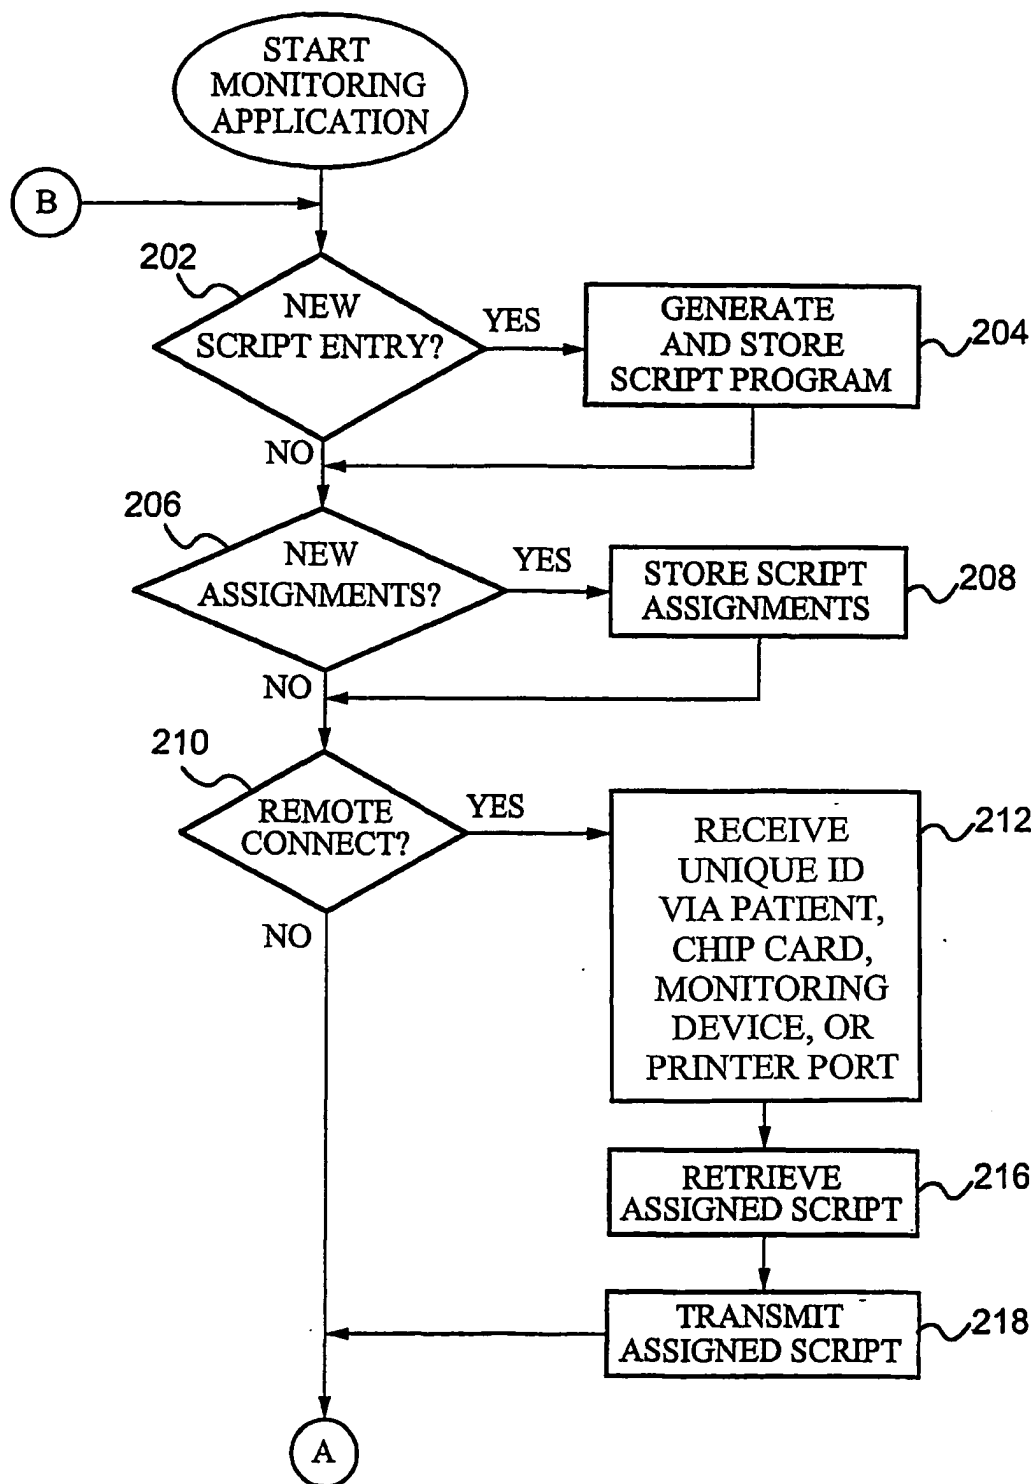 START
MONITORING
APPLICATION
B
202
NEW
SCRIPT ENTRY?
YES
GENERATE
AND STORE
SCRIPT PROGRAM
204
NO
206
NEW
ASSIGNMENTS?
YES
STORE SCRIPT
ASSIGNMENTS
208
NO
210
REMOTE
CONNECT?
YES
RECEIVE
UNIQUE ID
VIA PATIENT,
CHIP CARD,
MONITORING
DEVICE, OR
PRINTER PORT
212
NO
RETRIEVE
ASSIGNED SCRIPT
216
TRANSMIT
ASSIGNED SCRIPT
218
A